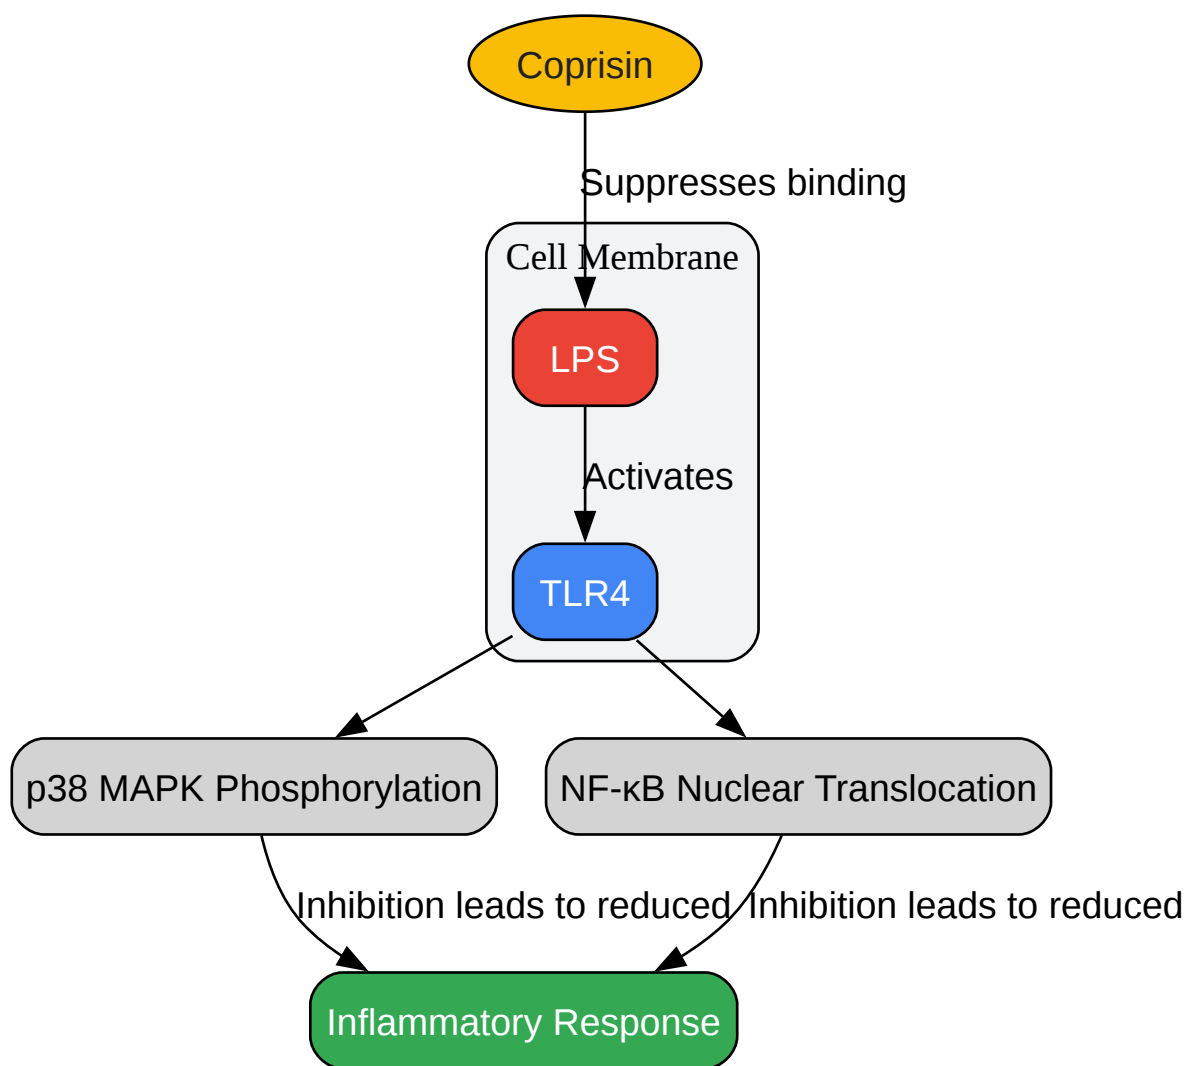 Coprisin
Suppresses binding
Cell Membrane
LPS
Activates
TLR4
p38 MAPK Phosphorylation
NF-κB Nuclear Translocation
Inhibition leads to reduced
Inhibition leads to reduced
Inflammatory Response